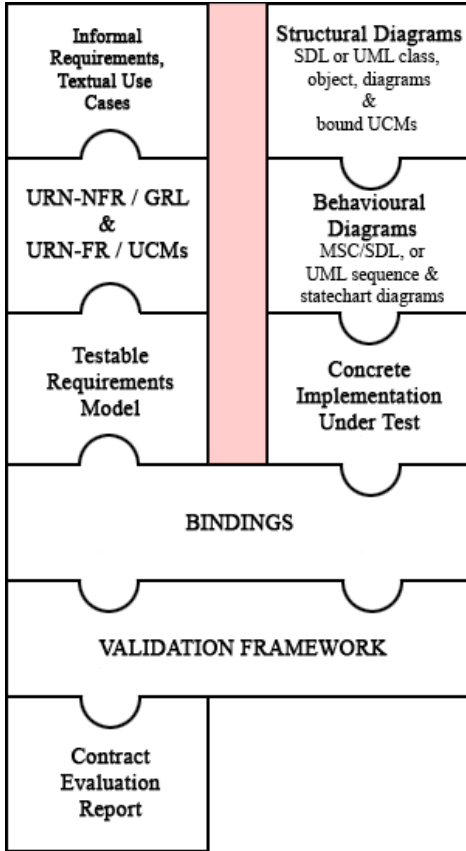 Informal
Requirements,
Textual Use
Cases
Structural Diagrams
SDL or UML class,
object, diagrams
&
bound UCMs
URN-NFR / GRL
&
URN-FR / UCMs
Behavioural
Diagrams
MSC/SDL, or
UML sequence &
statechart diagrams
Testable
Requirements
Model
Concrete
Implementation
Under Test
BINDINGS
VALIDATION FRAMEWORK
Contract
Evaluation
Report